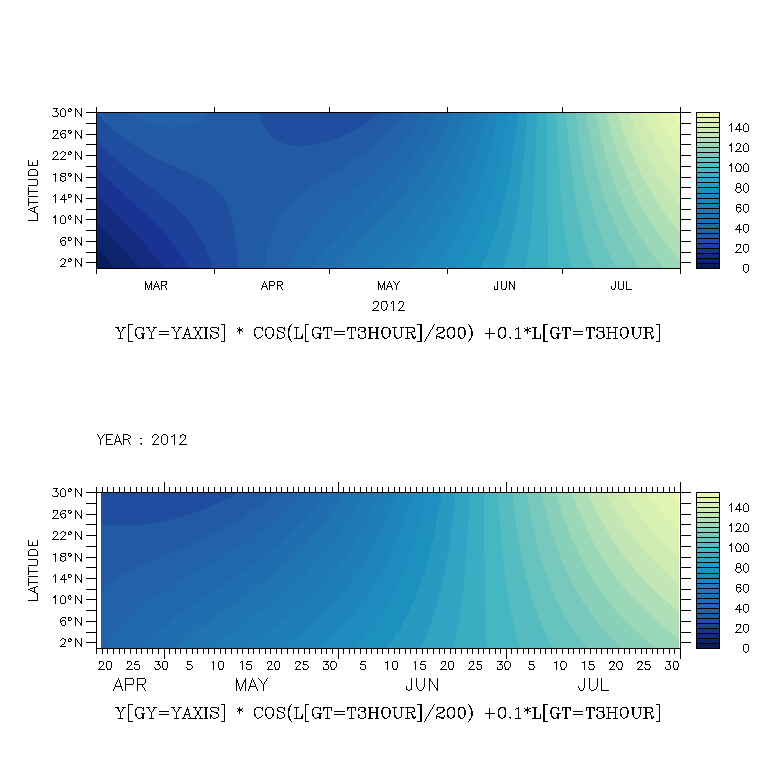 30°N
26°N
22°N
18°N
14°N
10°N
6°N
2°N
LATITUDE
140
120
100
80
60
40
20
0
MAR APR MAY JUN JUL
2012
Y[GY=YAXIS] * COS(L[GT=T3HOUR]/200) +0.1*L[GT=T3HOUR]
YEAR : 2012
30°N
26°N
22°N
18°N
14°N
10°N
6°N
2°N
LATITUDE
140
120
100
80
60
40
20
0
20 25 30 5 10 15 20 25 30 5 10 15 20 25 30 5 10 15 20 25 30
APR MAY JUN JUL
Y[GY=YAXIS] * COS(L[GT=T3HOUR]/200) +0.1*L[GT=T3HOUR]